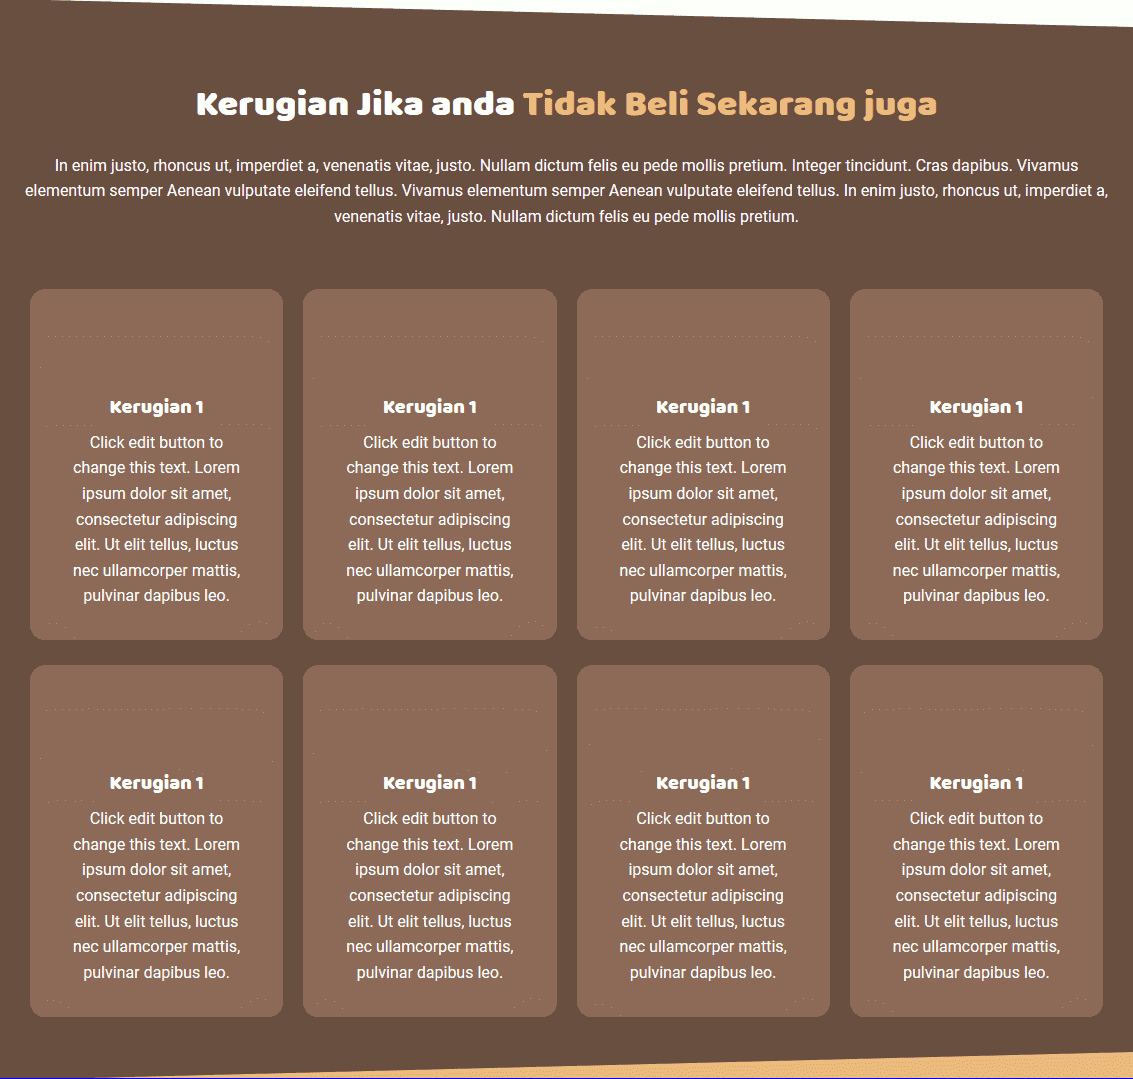 Kerugian Jika anda Tidak Beli Sekarang juga
In enim justo, rhoncus ut, imperdiet a, venenatis vitae, justo. Nullam dictum felis eu pede mollis pretium. Integer tincidunt. Cras dapibus. Vivamus
elementum semper Aenean vulputate eleifend tellus. Vivamus elementum semper Aenean vulputate eleifend tellus. In enim justo, rhoncus ut, imperdiet a,
venenatis vitae, justo. Nullam dictum felis eu pede mollis pretium.
Kerugian 1
Click edit button to
change this text. Lorem
ipsum dolor sit amet,
consectetur adipiscing
elit. Ut elit tellus, luctus
nec ullamcorper mattis,
pulvinar dapibus leo.
Kerugian 1
Click edit button to
change this text. Lorem
ipsum dolor sit amet,
consectetur adipiscing
elit. Ut elit tellus, luctus
nec ullamcorper mattis,
pulvinar dapibus leo.
Kerugian 1
Click edit button to
change this text. Lorem
ipsum dolor sit amet,
consectetur adipiscing
elit. Ut elit tellus, luctus
nec ullamcorper mattis,
pulvinar dapibus leo.
Kerugian 1
Click edit button to
change this text. Lorem
ipsum dolor sit amet,
consectetur adipiscing
elit. Ut elit tellus, luctus
nec ullamcorper mattis,
pulvinar dapibus leo.
Kerugian 1
Click edit button to
change this text. Lorem
ipsum dolor sit amet,
consectetur adipiscing
elit. Ut elit tellus, luctus
nec ullamcorper mattis,
pulvinar dapibus leo.
Kerugian 1
Click edit button to
change this text. Lorem
ipsum dolor sit amet,
consectetur adipiscing
elit. Ut elit tellus, luctus
nec ullamcorper mattis,
pulvinar dapibus leo.
Kerugian 1
Click edit button to
change this text. Lorem
ipsum dolor sit amet,
consectetur adipiscing
elit. Ut elit tellus, luctus
nec ullamcorper mattis,
pulvinar dapibus leo.
Kerugian 1
Click edit button to
change this text. Lorem
ipsum dolor sit amet,
consectetur adipiscing
elit. Ut elit tellus, luctus
nec ullamcorper mattis,
pulvinar dapibus leo.